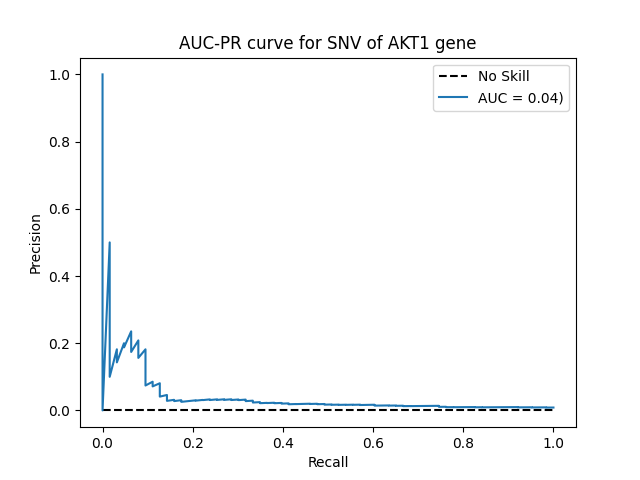 AUC-PR curve for SNV of AKT1 gene
No Skill
AUC = 0.04)
Precision
1.0
0.8
0.6
0.4
0.2
0.0
0.0 0.2 0.4 0.6 0.8 1.0
Recall